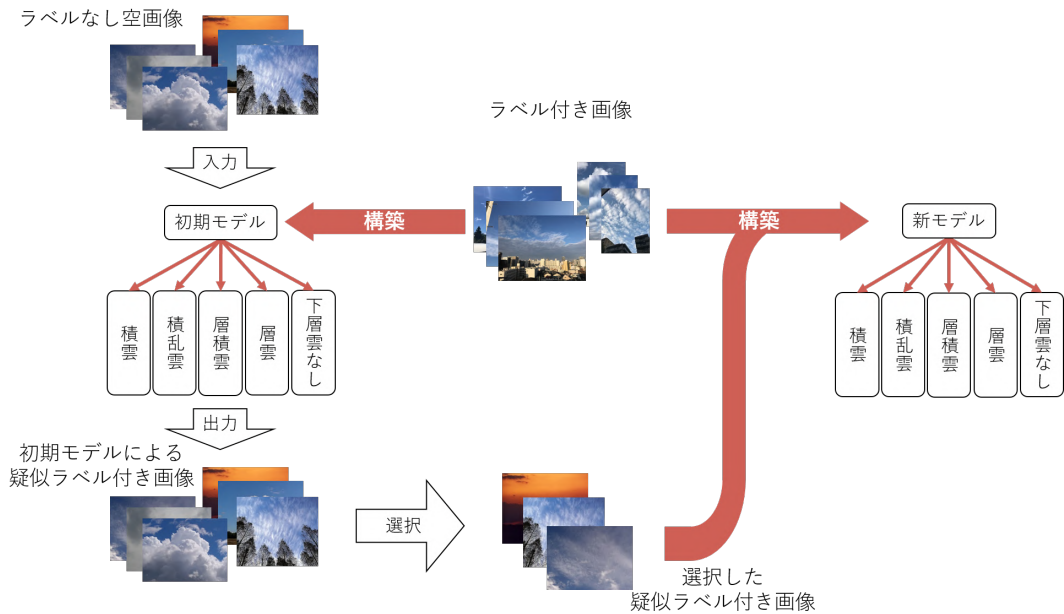 ラベルなし空画像
ラベル付き画像
入力
初期モデル
構築
構築
新モデル
積雲
積乱雲
層積雲
層雲
下層雲なし
積雲
積乱雲
層積雲
層雲
下層雲なし
出力
初期モデルによる
疑似ラベル付き画像
選択
選択した
疑似ラベル付き画像